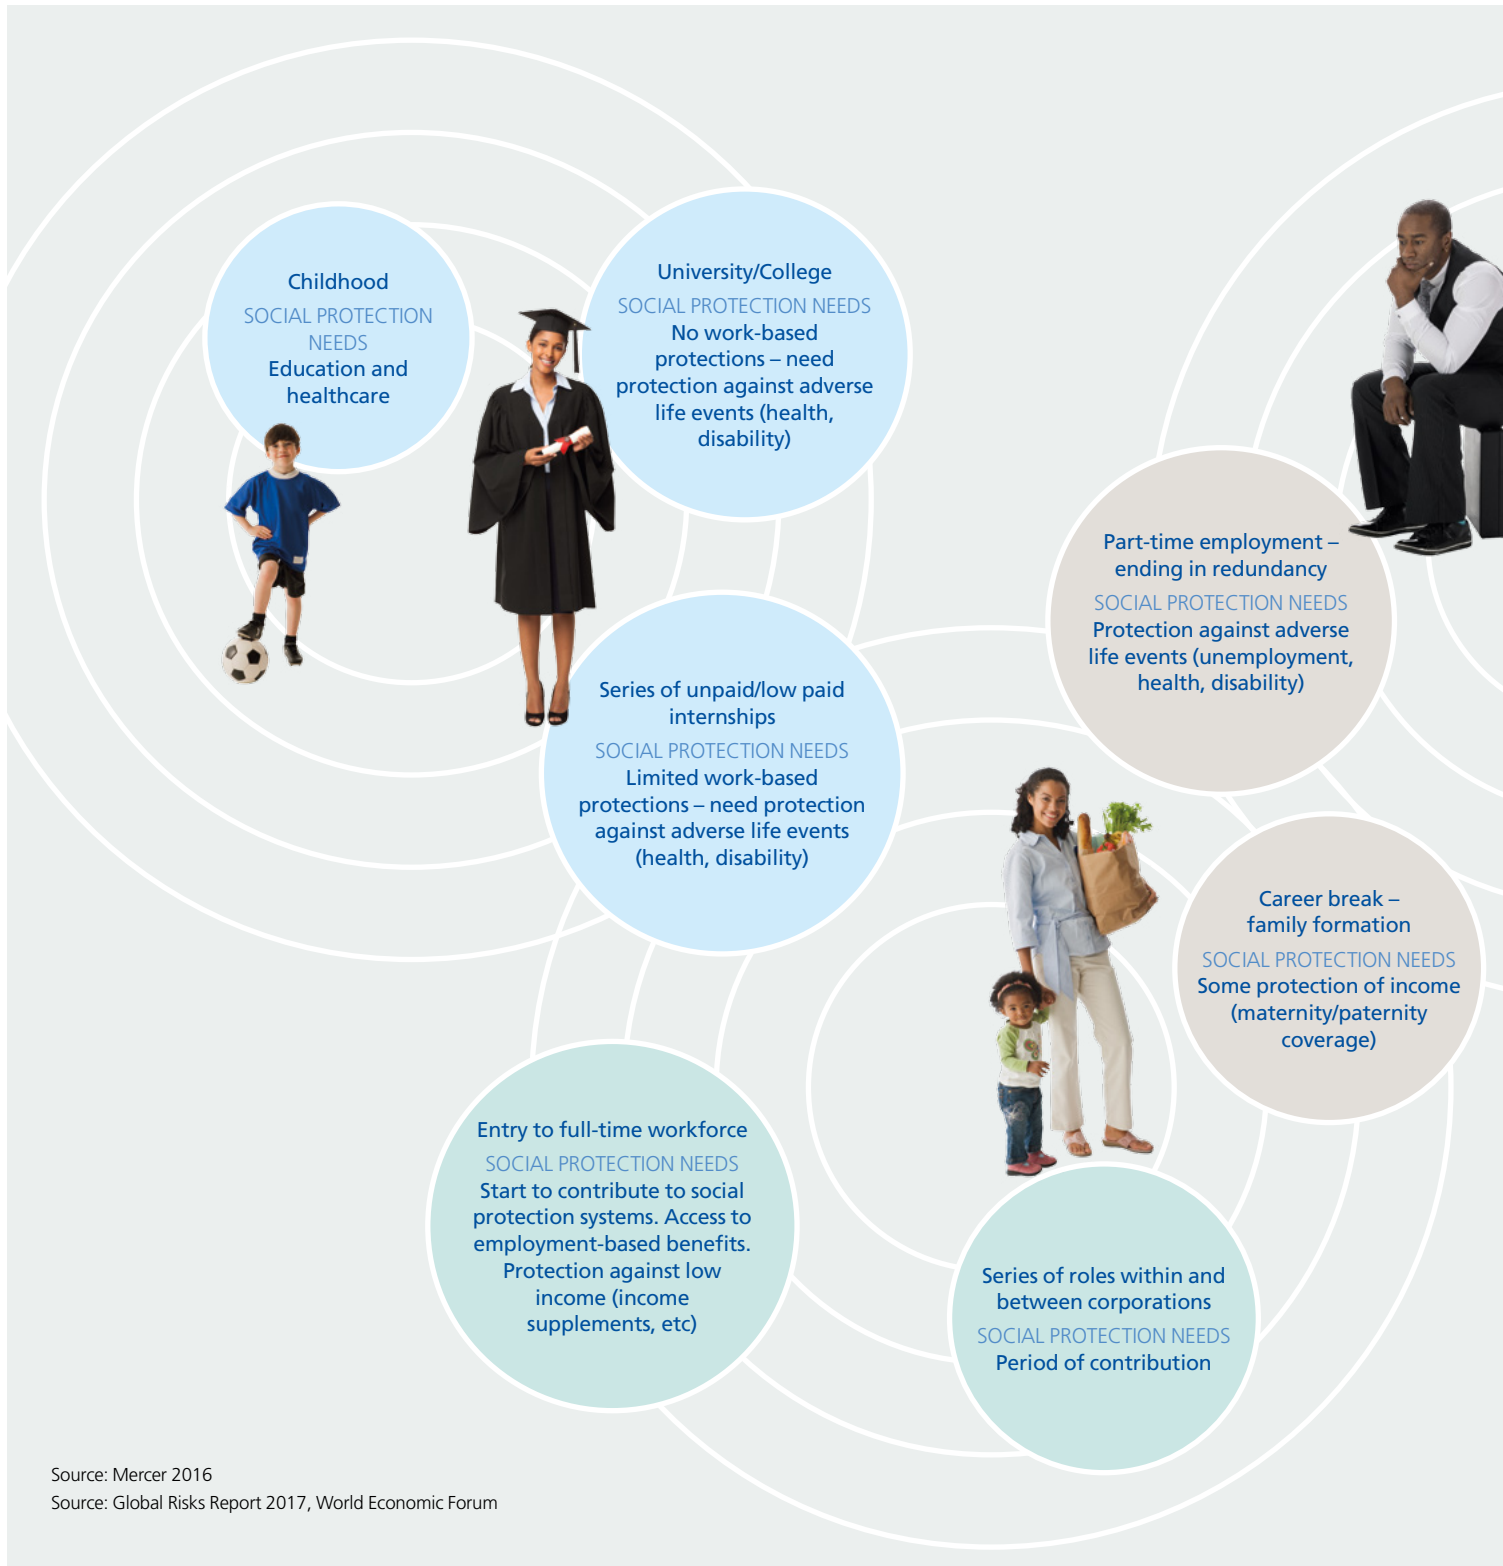 Childhood
SOCIAL PROTECTION
NEEDS
Education and
healthcare
University/College
SOCIAL PROTECTION NEEDS
No work-based
protections – need
protection against adverse
life events (health,
disability)
Series of unpaid/low paid
internships
SOCIAL PROTECTION NEEDS
Limited work-based
protections – need protection
against adverse life events
(health, disability)
Entry to full-time workforce
SOCIAL PROTECTION NEEDS
Start to contribute to social
protection systems. Access to
employment-based benefits.
Protection against low
income (income
supplements, etc)
Series of roles within and
between corporations
SOCIAL PROTECTION NEEDS
Period of contribution
Career break –
family formation
SOCIAL PROTECTION NEEDS
Some protection of income
(maternity/paternity
coverage)
Part-time employment –
ending in redundancy
SOCIAL PROTECTION NEEDS
Protection against adverse
life events (unemployment,
health, disability)
Source: Mercer 2016
Source: Global Risks Report 2017, World Economic Forum